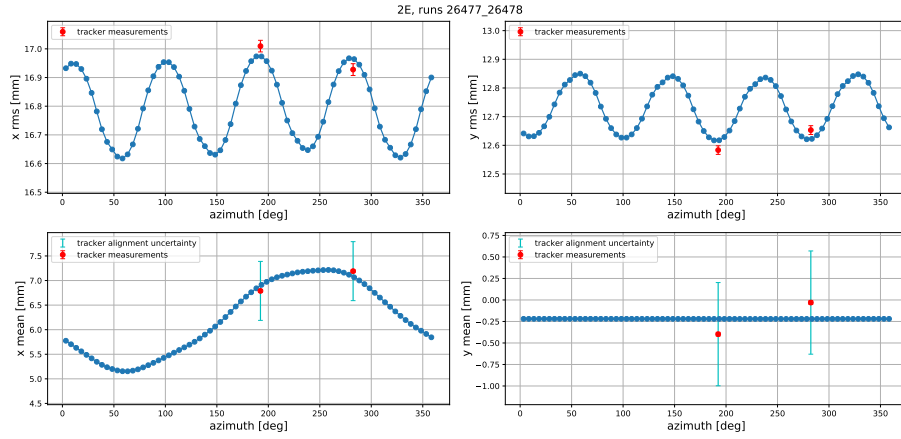 2E, runs 26477_26478
tracker measurements
x rms [mm]
17.0
16.9
16.8
16.7
16.6
16.5
0 50 100 150 200 250 300 350
azimuth [deg]
tracker measurements
y rms [mm]
13.0
12.9
12.8
12.7
12.6
12.5
0 50 100 150 200 250 300 350
azimuth [deg]
tracker alignment uncertainty
tracker measurements
x mean [mm]
7.5
7.0
6.5
6.0
5.5
5.0
4.5
0 50 100 150 200 250 300 350
azimuth [deg]
tracker alignment uncertainty
tracker measurements
y mean [mm]
0.75
0.50
0.25
0.00
−0.25
−0.50
−0.75
−1.00
0 50 100 150 200 250 300 350
azimuth [deg]